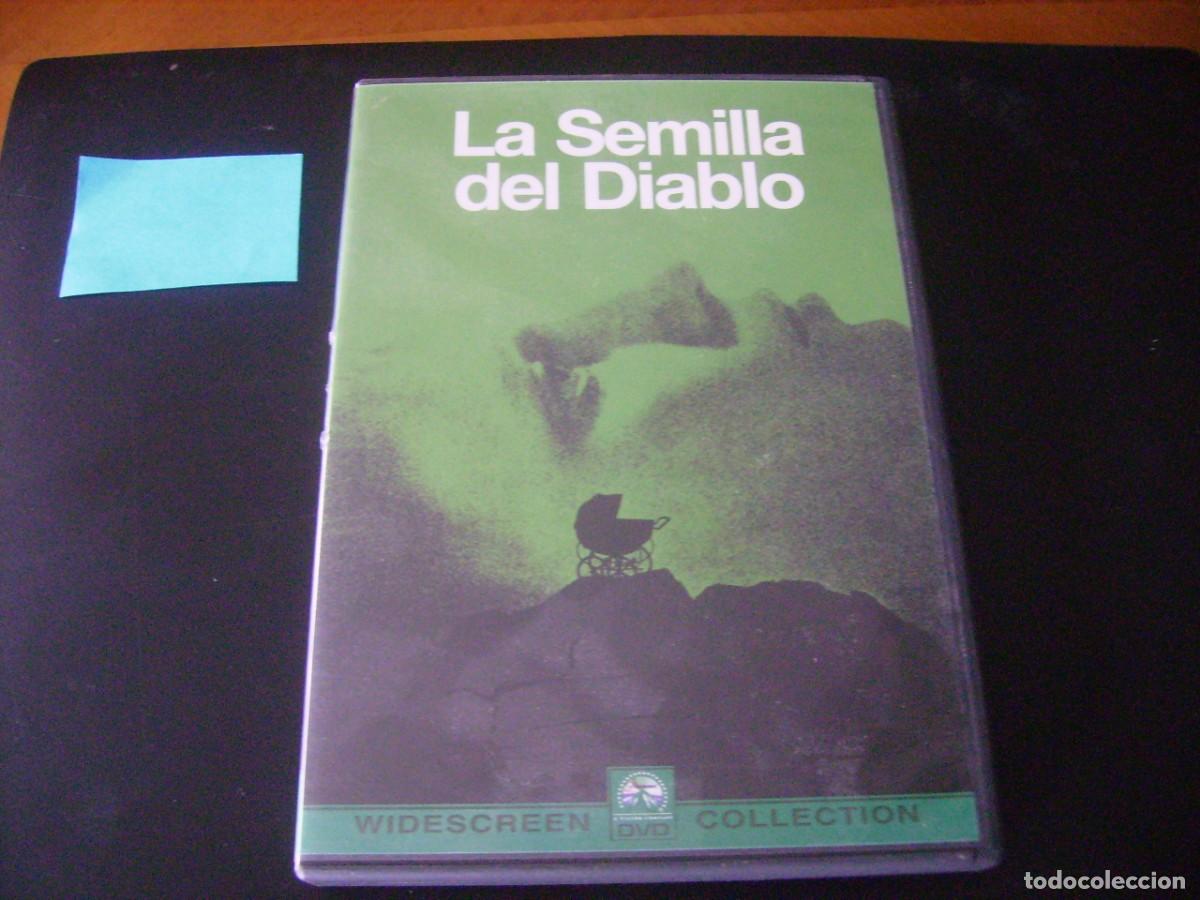 La Semilla
del Diablo
WIDESCREEN DVD COLLECTION
todocoleccion